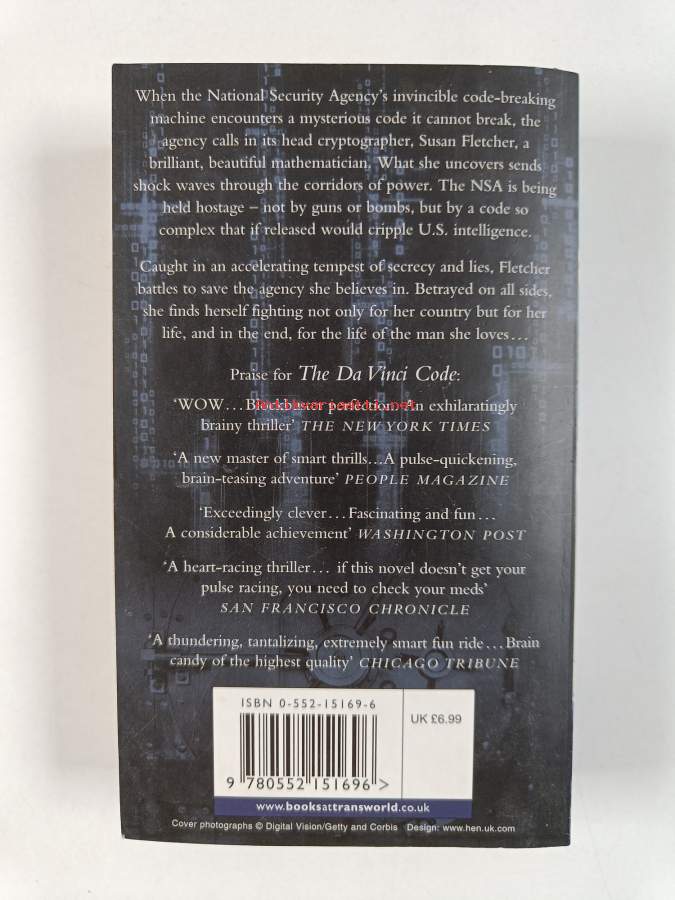 When the National Security Agency's invincible code-breaking
machine encounters a mysterious code it cannot break, the
agency calls in its head cryptographer, Susan Fletcher, a
brilliant, beautiful mathematician. What she uncovers sends
shock waves through the corridors of power. The NSA is being
held hostage – not by guns or bombs, but by a code so
complex that if released would cripple U.S. intelligence.
Caught in an accelerating tempest of secrecy and lies, Fletcher
battles to save the agency she believes in. Betrayed on all sides,
she finds herself fighting not only for her country but for her
life, and in the end, for the life of the man she loves...
Praise for The Da Vinci Code:
'WOW...Blockbuster perfection. An exhilaratingly
brainy thriller' THE NEW YORK TIMES
'A new master of smart thrills...A pulse-quickening,
brain-teasing adventure' PEOPLE MAGAZINE
'Exceedingly clever...Fascinating and fun...
A considerable achievement' WASHINGTON POST
'A heart-racing thriller... if this novel doesn't get your
pulse racing, you need to check your meds'
SAN FRANCISCO CHRONICLE
'A thundering, tantalizing, extremely smart fun ride...Brain
candy of the highest quality' CHICAGO TRIBUNE
ISBN 0-552-15169-6
UK £6.99
9 780552 151696 >
www.booksattransworld.co.uk
Cover photographs © Digital Vision/Getty and Corbis Design: www.hen.uk.com